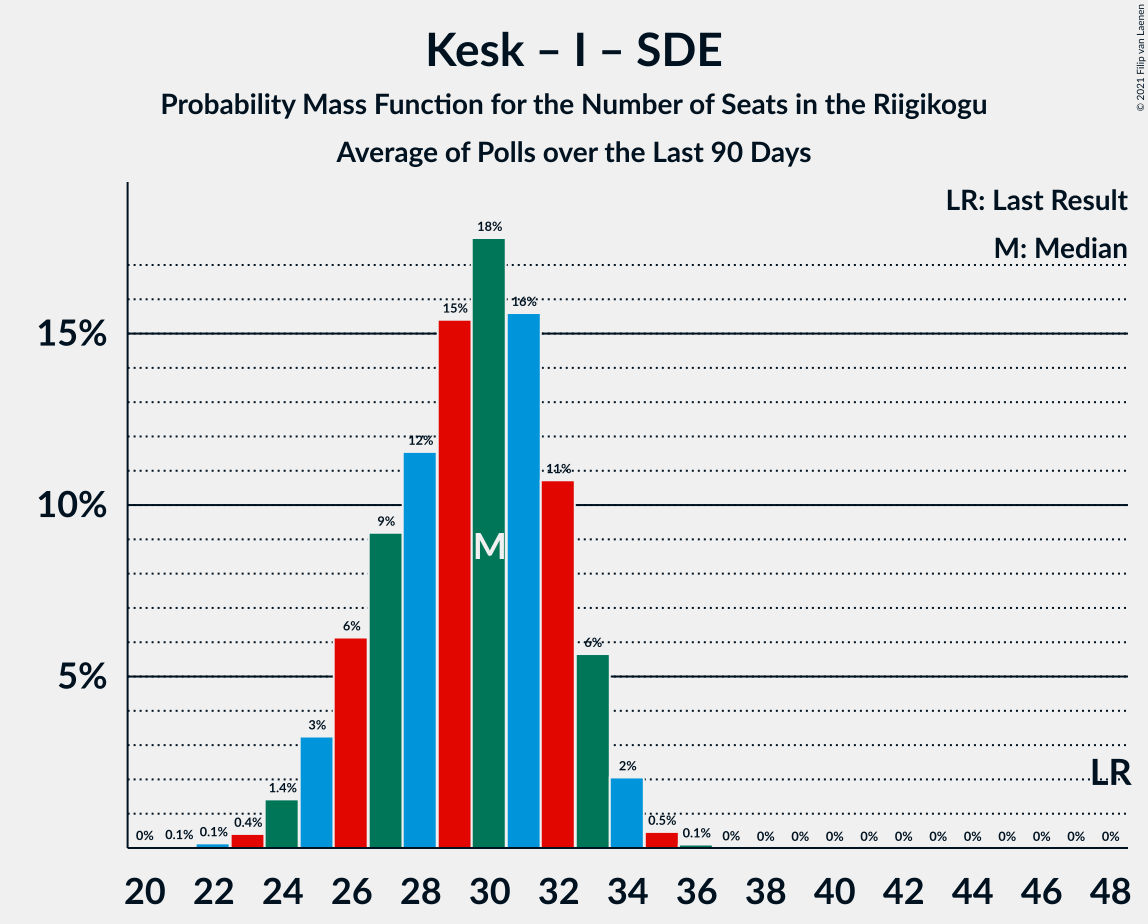 Kesk – I – SDE
Probability Mass Function for the Number of Seats in the Riigikogu
Average of Polls over the Last 90 Days
© 2021 Filip van Laenen
LR: Last Result
M: Median
15%
10%
5%
0% 0.1% 0.1% 0.4% 1.4% 3% 6% 9% 12% 15% 18% 16% 11% 6% 2% 0.5% 0.1% 0% 0% 0% 0% 0% 0% 0% 0% 0% 0% 0% 0%
M
LR
20 22 24 26 28 30 32 34 36 38 40 42 44 46 48